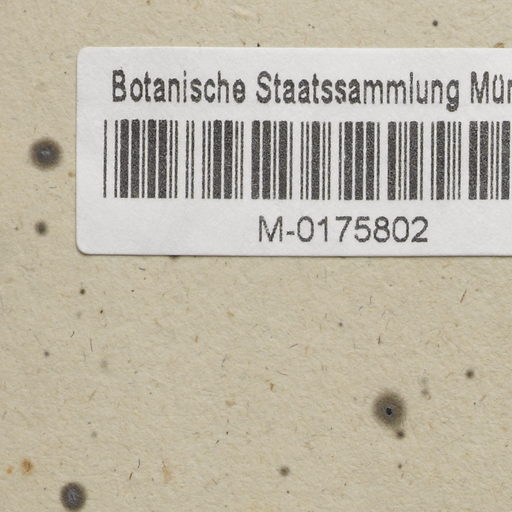 Botanische Staatssammlung Mün
M-0175802